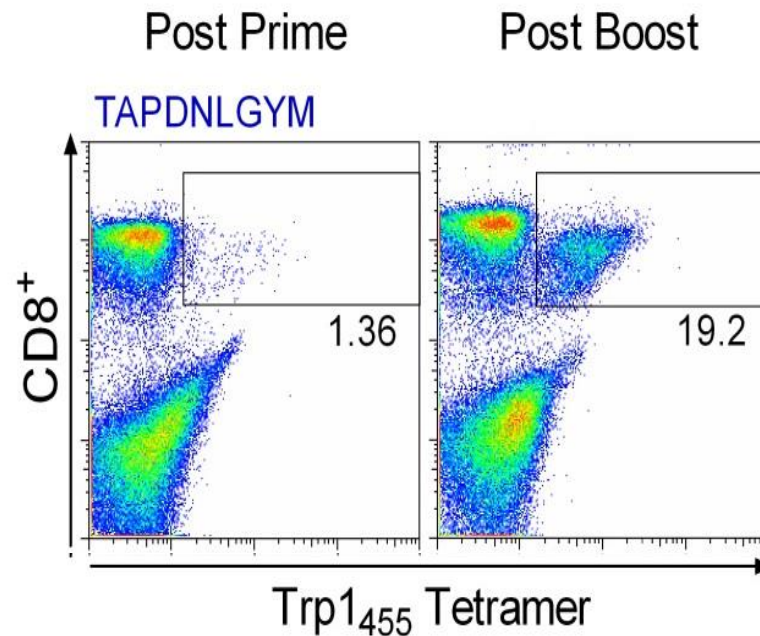 Post Prime
Post Boost
TAPDNLGYM
CD8⁺
1.36
19.2
Trp1₄₅₅ Tetramer